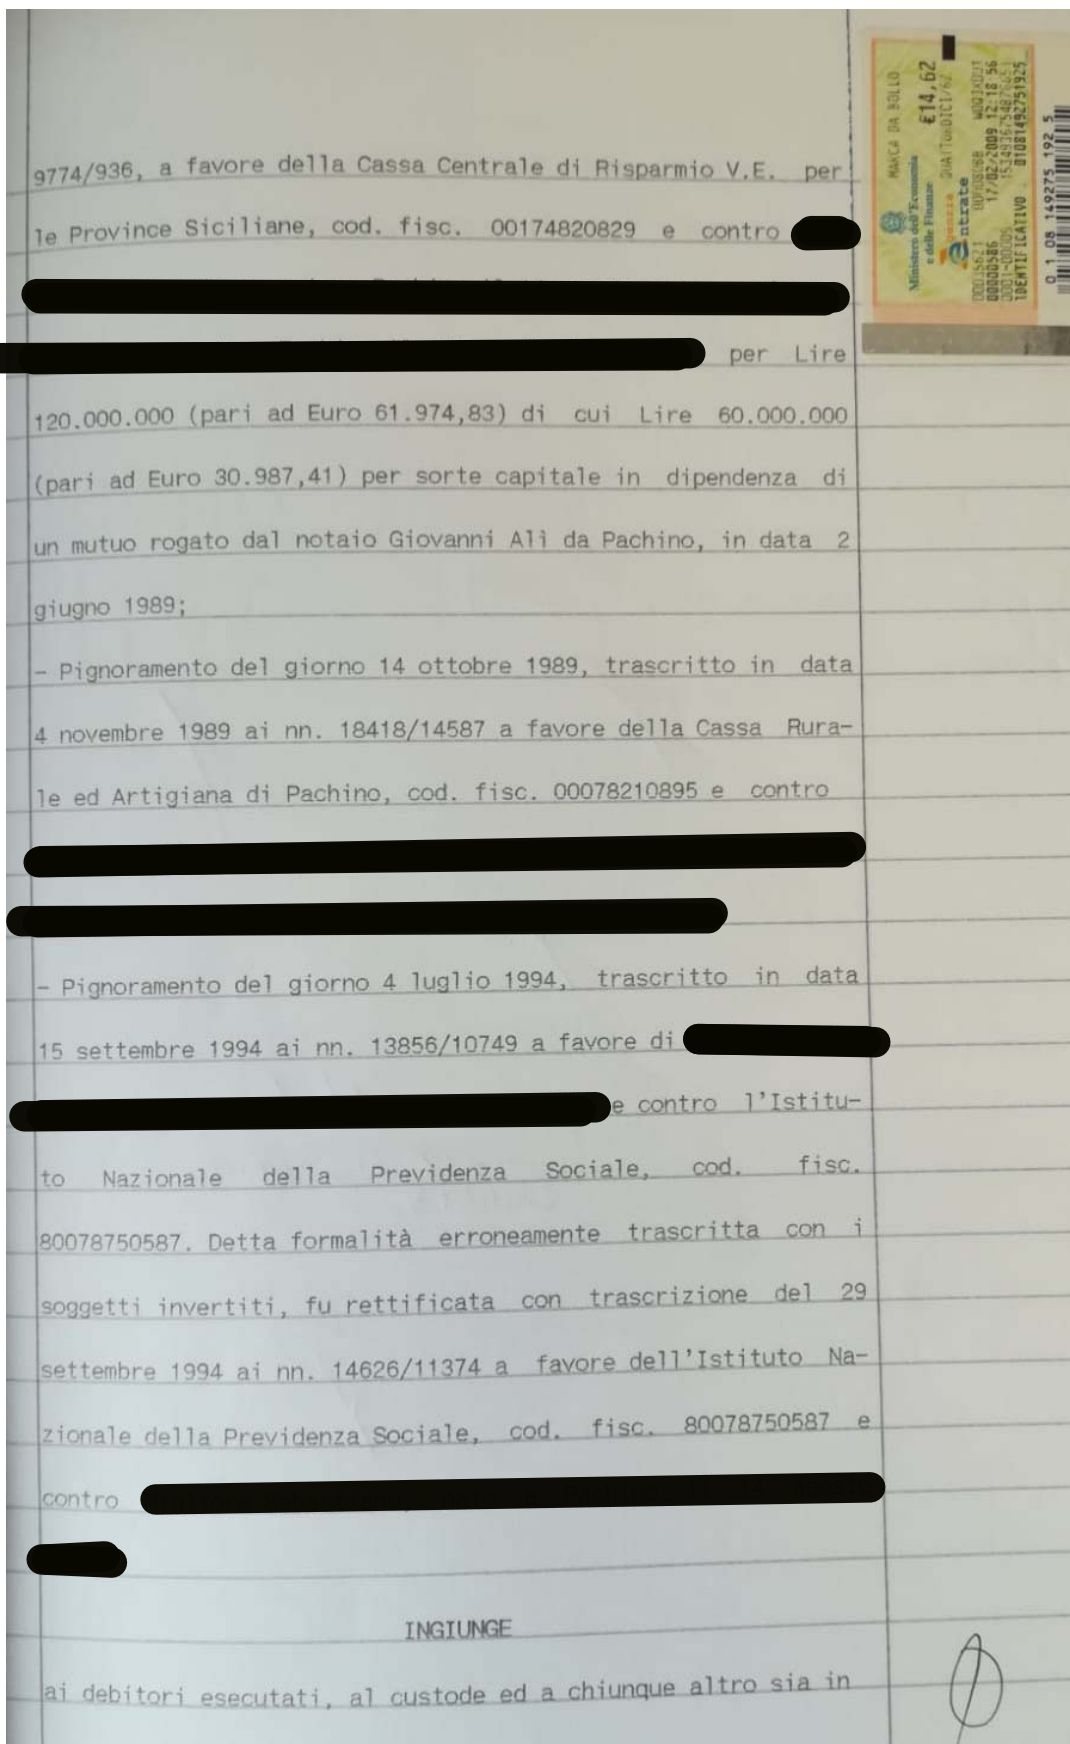 9774/936, a favore della Cassa Centrale di Risparmio V.E. per
le Province Siciliane, cod. fisc. 00174820829 e contro
per Lire
120.000.000 (pari ad Euro 61.974,83) di cui Lire 60.000.000
(pari ad Euro 30.987,41) per sorte capitale in dipendenza di
un mutuo rogato dal notaio Giovanni Alì da Pachino, in data 2
giugno 1989;
- Pignoramento del giorno 14 ottobre 1989, trascritto in data
4 novembre 1989 ai nn. 18418/14587 a favore della Cassa Rura-
le ed Artigiana di Pachino, cod. fisc. 00078210895 e contro
- Pignoramento del giorno 4 luglio 1994, trascritto in data
15 settembre 1994 ai nn. 13856/10749 a favore di
e contro l'Istitu-
to Nazionale della Previdenza Sociale, cod. fisc.
80078750587. Detta formalità erroneamente trascritta con i
soggetti invertiti, fu rettificata con trascrizione del 29
settembre 1994 ai nn. 14626/11374 a favore dell'Istituto Na-
zionale della Previdenza Sociale, cod. fisc. 80078750587 e
contro
INGIUNGE
ai debitori esecutati, al custode ed a chiunque altro sia in
MARCA DA BOLLO
Ministero dell'Economia
e delle Finanze
€14,62
QUATTORDICI/62
genzia
ntrate
00000586 17/02/2009 12:18:56
IDENTIFICATIVO : 01081492751925
0 1 08 149275 192 5